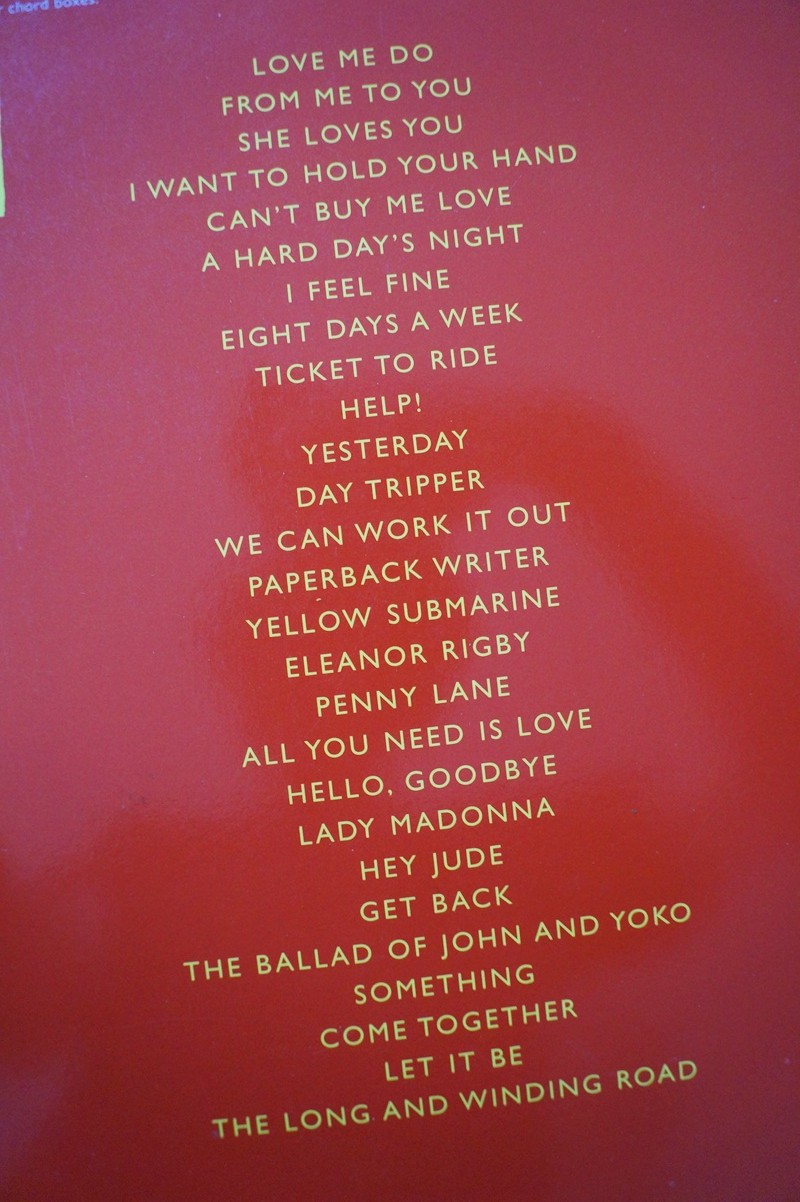 chord boxes.
LOVE ME DO
FROM ME TO YOU
SHE LOVES YOU
I WANT TO HOLD YOUR HAND
CAN'T BUY ME LOVE
A HARD DAY'S NIGHT
I FEEL FINE
EIGHT DAYS A WEEK
TICKET TO RIDE
HELP!
YESTERDAY
DAY TRIPPER
WE CAN WORK IT OUT
PAPERBACK WRITER
YELLOW SUBMARINE
ELEANOR RIGBY
PENNY LANE
ALL YOU NEED IS LOVE
HELLO, GOODBYE
LADY MADONNA
HEY JUDE
GET BACK
THE BALLAD OF JOHN AND YOKO
SOMETHING
COME TOGETHER
LET IT BE
THE LONG AND WINDING ROAD